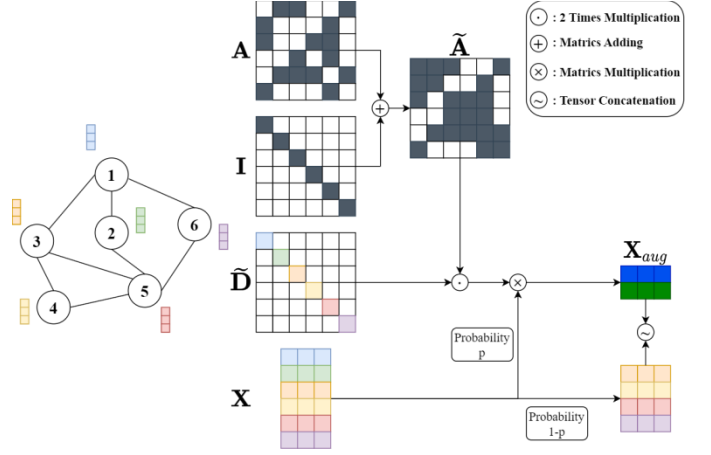 A
I
D̃
X
Ã
: 2 Times Multiplication
: Matrics Adding
: Matrics Multiplication
: Tensor Concatenation
1
2
3
4
5
6
X_aug
Probability
p
Probability
1-p